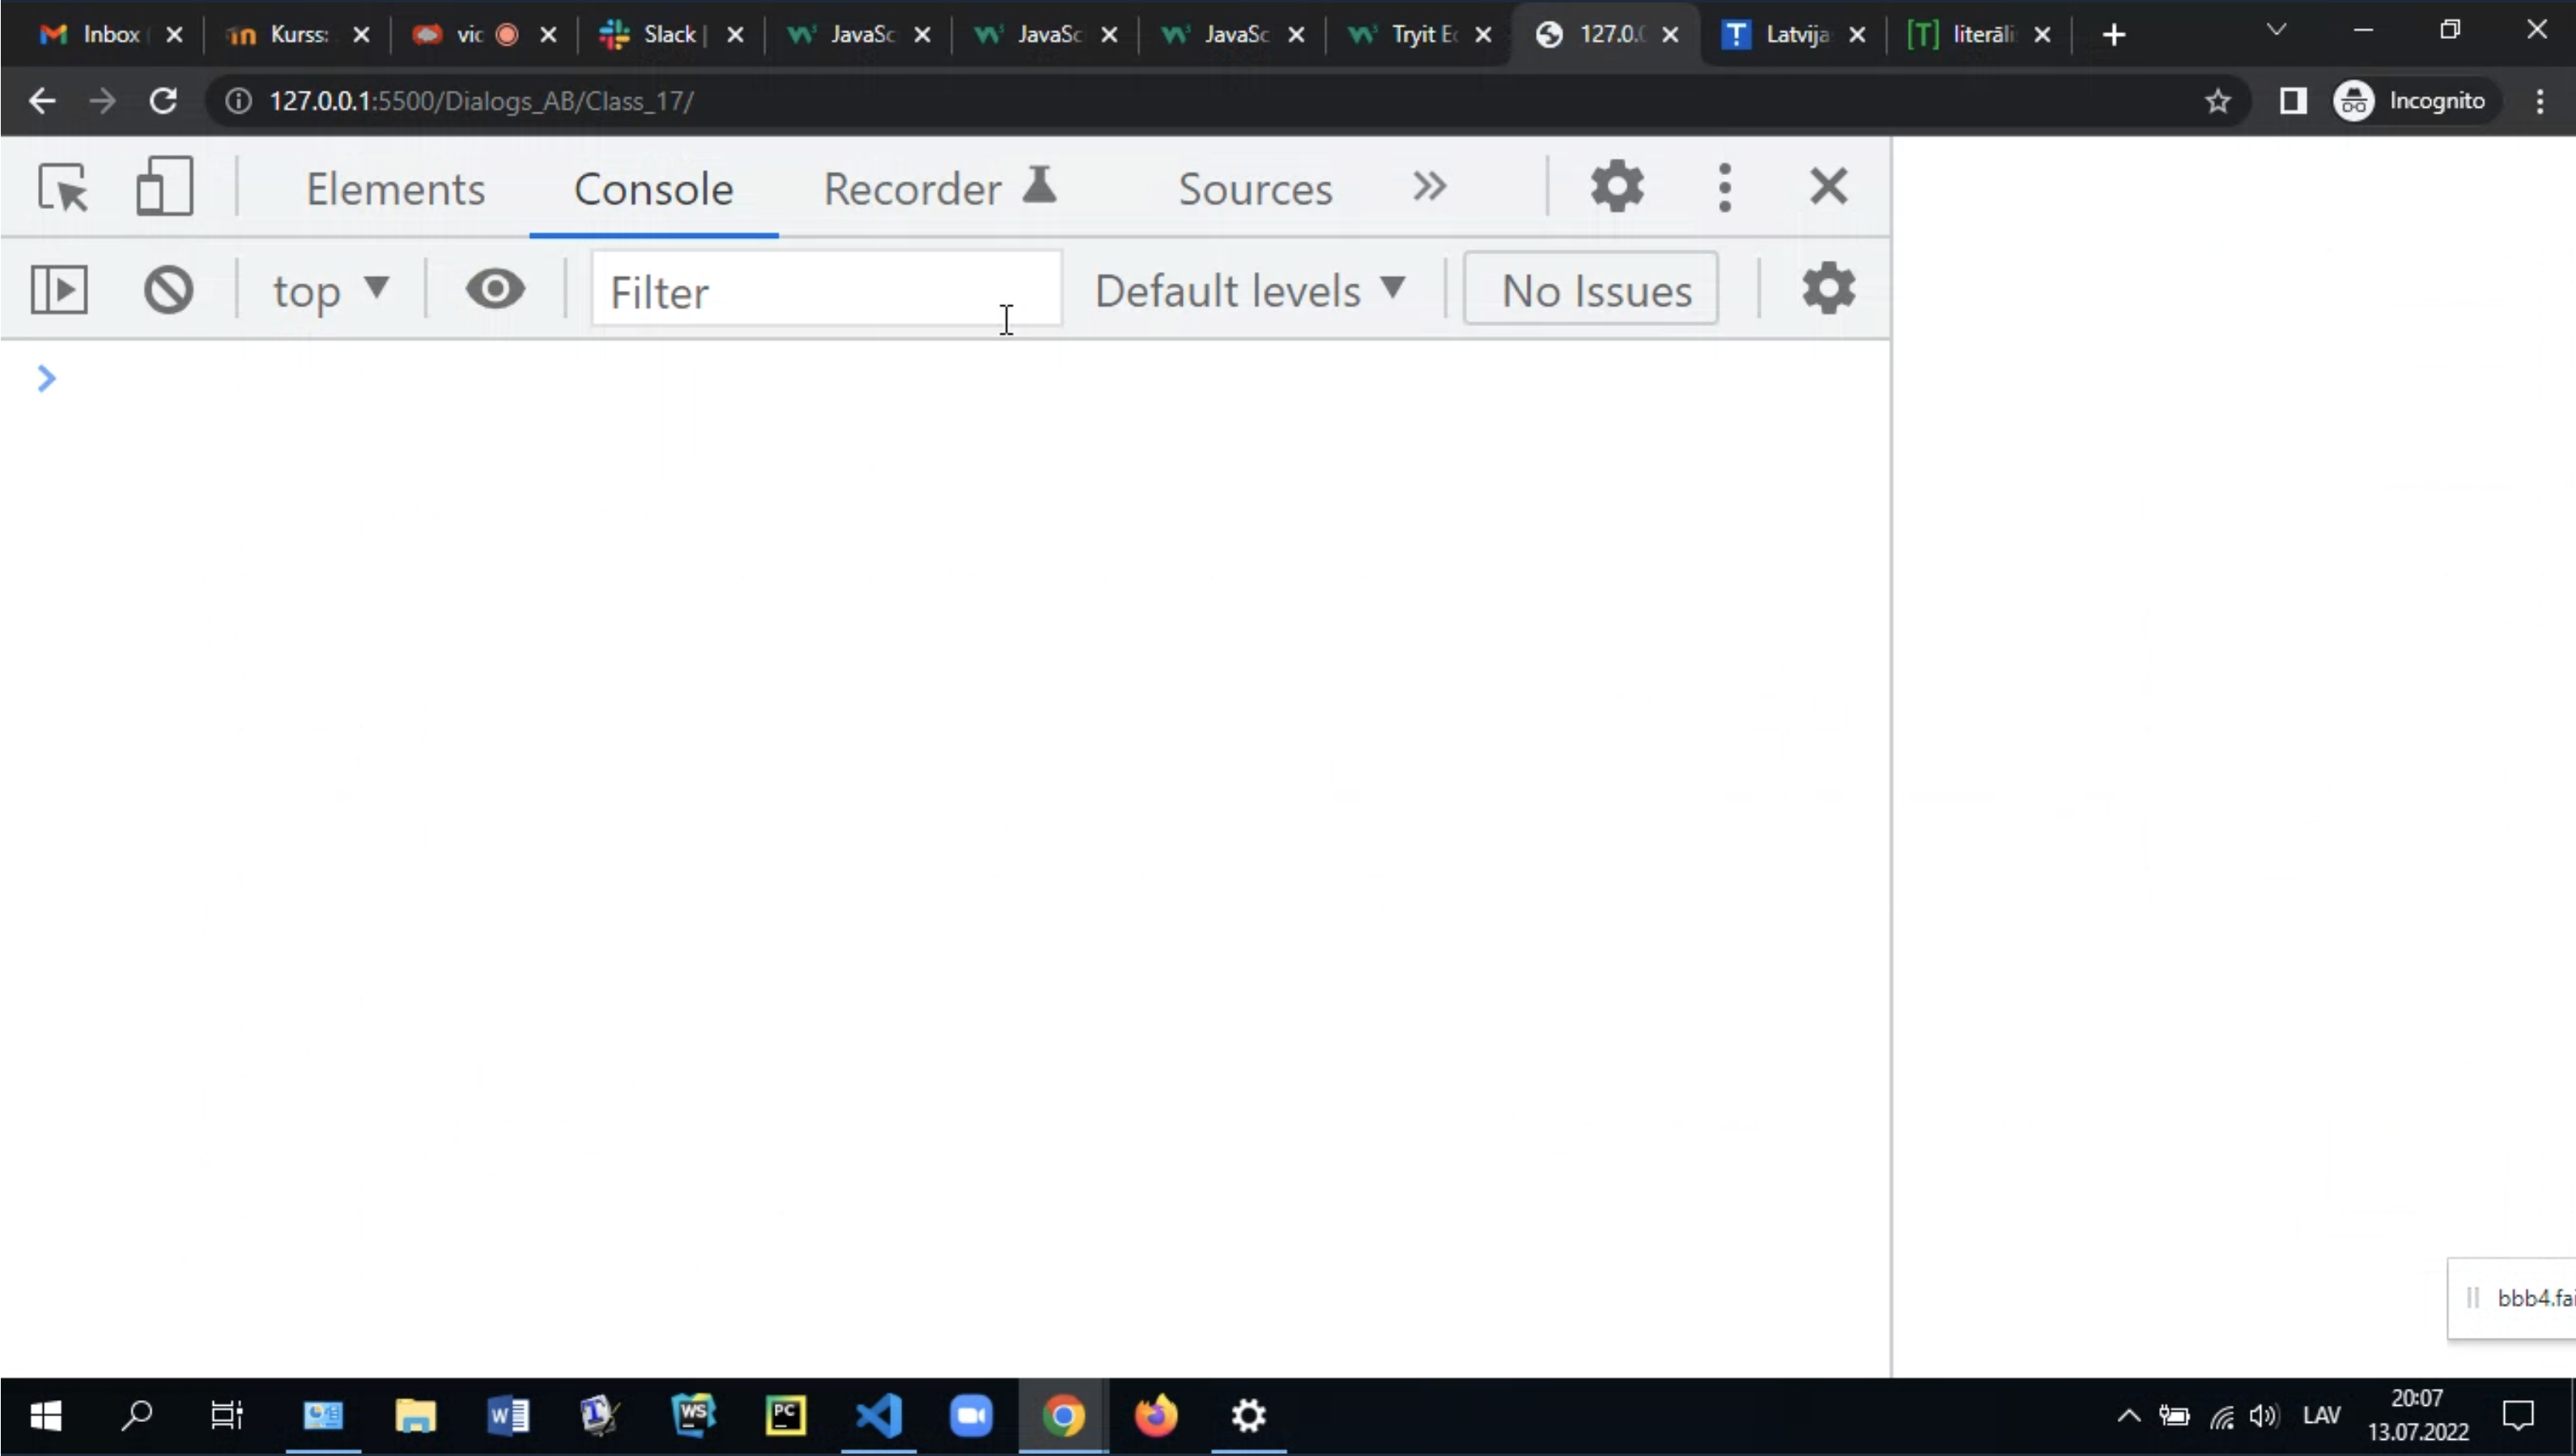 Inbox Kurss: vic Slack | JavaSc JavaSc JavaSc Tryit E 127.0. Latvija literāli
127.0.0.1:5500/Dialogs_AB/Class_17/ Incognito
Elements Console Recorder Sources
top Filter Default levels No Issues
bbb4.fai
LAV 20:07
13.07.2022